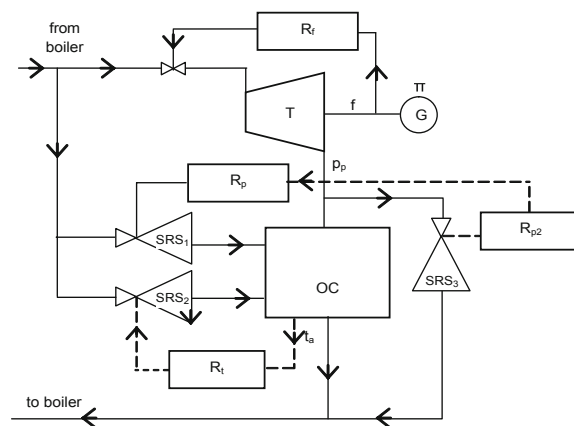 from
boiler
R_f
π
T
f
G
p_p
R_p
R_p2
SRS_1
SRS_2
OC
SRS_3
t_a
R_t
to boiler